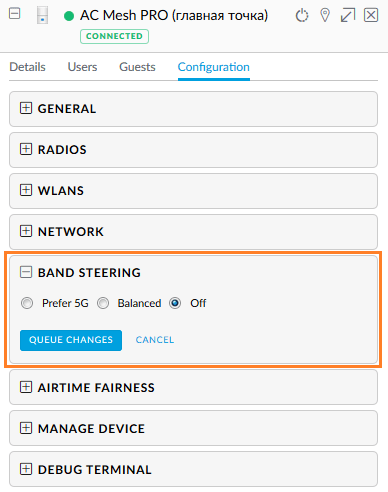 AC Mesh PRO (главная точка)
CONNECTED
Details Users Guests Configuration
GENERAL
RADIOS
WLANS
NETWORK
BAND STEERING
Prefer 5G Balanced Off
QUEUE CHANGES CANCEL
AIRTIME FAIRNESS
MANAGE DEVICE
DEBUG TERMINAL